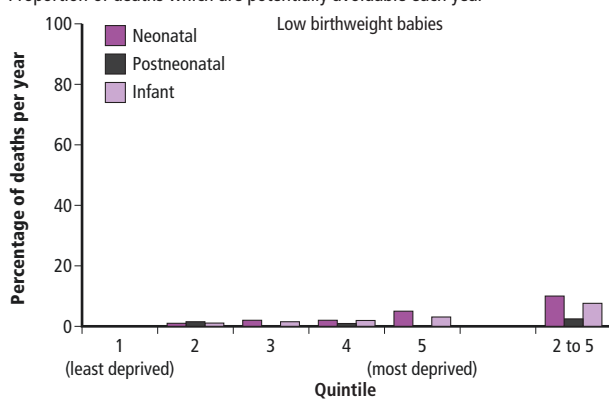 Proportion of deaths which are potentially avoidable each year
Low birthweight babies
Neonatal
Postneonatal
Infant
Percentage of deaths per year
100
80
60
40
20
0
1 2 3 4 5 2 to 5
(least deprived) (most deprived)
Quintile